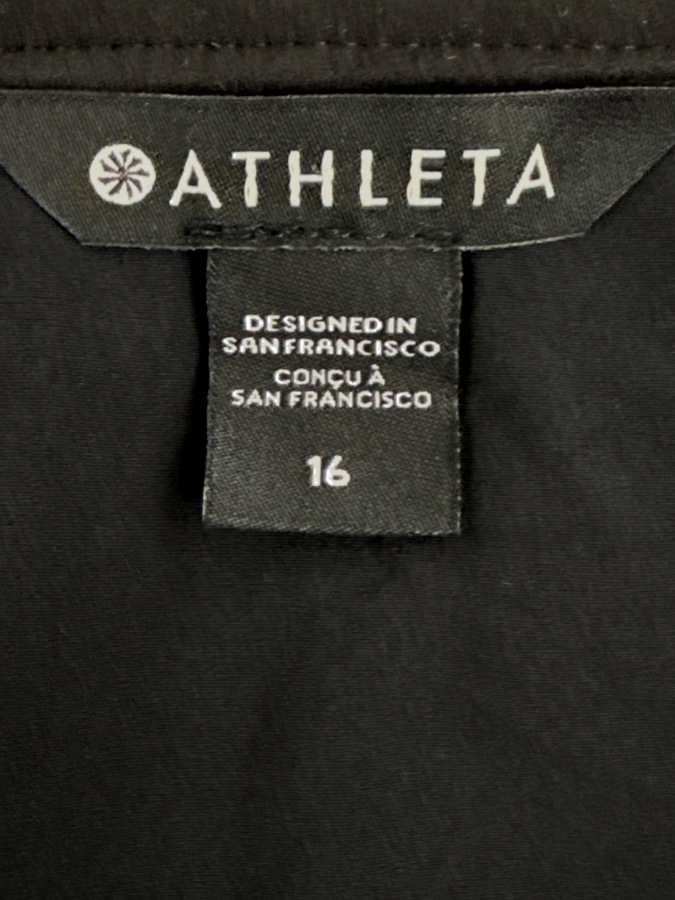 ATHLETA
DESIGNED IN
SAN FRANCISCO
CONÇU À
SAN FRANCISCO
16